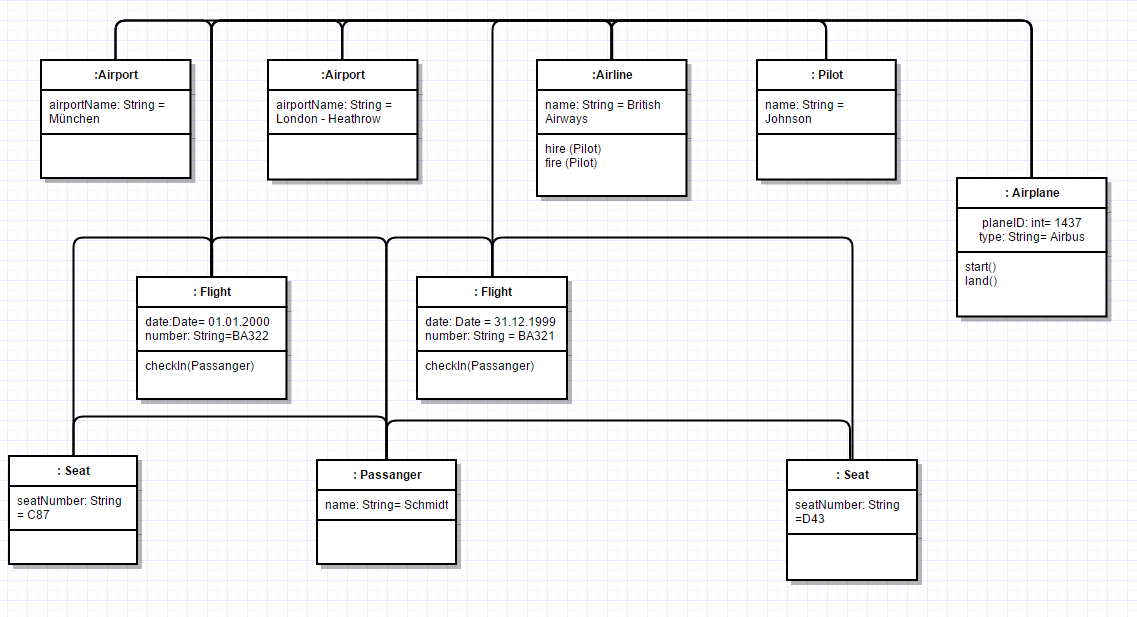 :Airport
airportName: String =
München
:Airport
airportName: String =
London - Heathrow
:Airline
name: String = British
Airways
hire (Pilot)
fire (Pilot)
: Pilot
name: String =
Johnson
: Airplane
planeID: int= 1437
type: String= Airbus
start()
land()
: Flight
date:Date= 01.01.2000
number: String=BA322
checkIn(Passanger)
: Flight
date: Date = 31.12.1999
number: String = BA321
checkIn(Passanger)
: Seat
seatNumber: String
= C87
: Passanger
name: String= Schmidt
: Seat
seatNumber: String
=D43